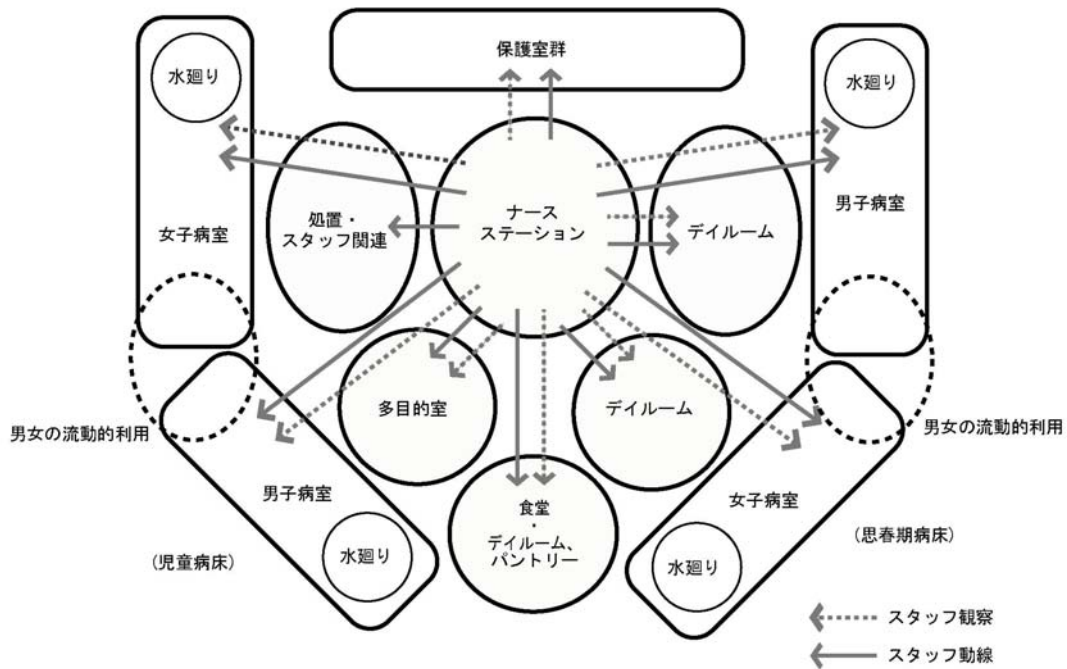 保護室群
水廻り
水廻り
ナース
ステーション
処置・
スタッフ関連
デイルーム
女子病室
男子病室
多目的室
デイルーム
男女の流動的利用
男女の流動的利用
男子病室
女子病室
食堂
・
デイルーム、
パントリー
(児童病床)
(思春期病床)
水廻り
水廻り
スタッフ観察
スタッフ動線